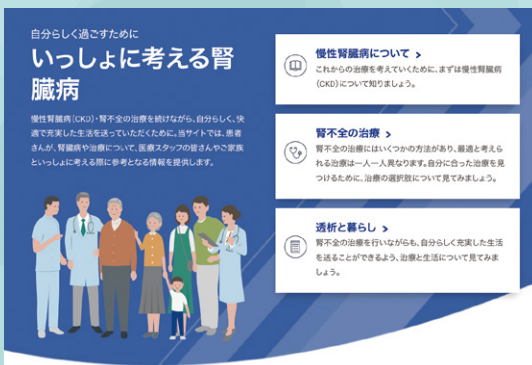 自分らしく過ごすために
いっしょに考える腎
臓病
慢性腎臓病(CKD)・腎不全の治療を続けながら、自分らしく、快
適で充実した生活を送っていただくために。当サイトでは、患者
さんが、腎臓病や治療について、医療スタッフの皆さんやご家族
といっしょに考える際に参考となる情報を提供します。
慢性腎臓病について >
これからの治療を考えていくために、まずは慢性腎臓病
(CKD)について知りましょう。
腎不全の治療 >
腎不全の治療にはいくつかの方法があり、最適と考えら
れる治療は一人一人異なります。自分に合った治療を見
つけるために、治療の選択肢について見てみましょう。
透析と暮らし >
腎不全の治療を行いながらも、自分らしく充実した生活
を送ることができるよう、治療と生活について見てみま
しょう。